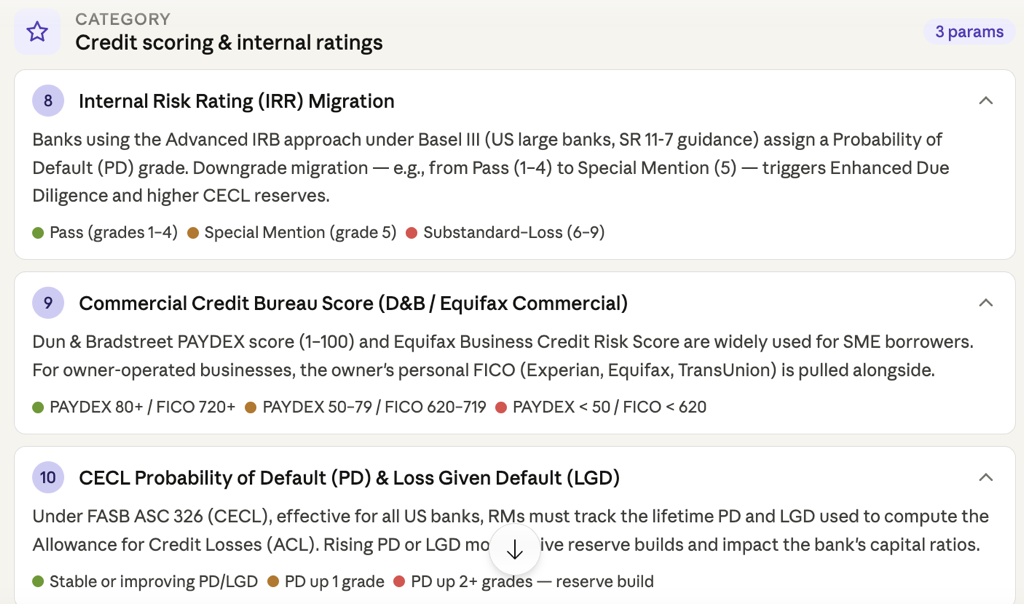 CATEGORY
Credit scoring & internal ratings
3 params
8
Internal Risk Rating (IRR) Migration
Banks using the Advanced IRB approach under Basel III (US large banks, SR 11-7 guidance) assign a Probability of
Default (PD) grade. Downgrade migration — e.g., from Pass (1–4) to Special Mention (5) — triggers Enhanced Due
Diligence and higher CECL reserves.
Pass (grades 1–4) Special Mention (grade 5) Substandard–Loss (6–9)
9
Commercial Credit Bureau Score (D&B / Equifax Commercial)
Dun & Bradstreet PAYDEX score (1–100) and Equifax Business Credit Risk Score are widely used for SME borrowers.
For owner-operated businesses, the owner's personal FICO (Experian, Equifax, TransUnion) is pulled alongside.
PAYDEX 80+ / FICO 720+ PAYDEX 50–79 / FICO 620–719 PAYDEX < 50 / FICO < 620
10
CECL Probability of Default (PD) & Loss Given Default (LGD)
Under FASB ASC 326 (CECL), effective for all US banks, RMs must track the lifetime PD and LGD used to compute the
Allowance for Credit Losses (ACL). Rising PD or LGD reserve builds and impact the bank's capital ratios.
Stable or improving PD/LGD PD up 1 grade PD up 2+ grades — reserve build